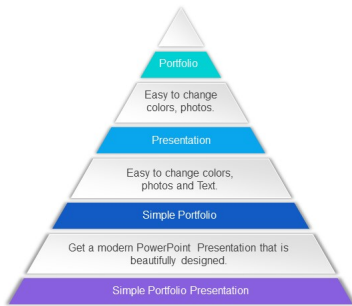 Portfolio
Easy to change
colors, photos.
Presentation
Easy to change colors,
photos and Text.
Simple Portfolio
Get a modern PowerPoint  Presentation that is
beautifully designed.
Simple Portfolio Presentation